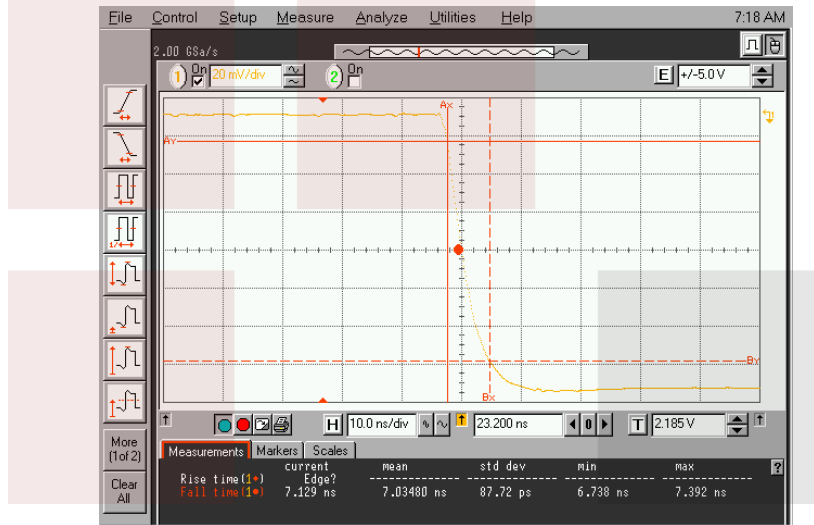 File Control Setup Measure Analyze Utilities Help 7:18 AM
2.00 GSa/s
1 On 20 mV/div 2 On E +/-5.0 V
Ax
Ay
By
Bx
H 10.0 ns/div 23.200 ns 0 T 2.185 V
More
(1of 2)
Clear
All
Measurements Markers Scales
current mean std dev min max ?
Rise time(1) Edge? -------------------------------------------
Fall time(1) 7.129 ns 7.03480 ns 87.72 ps 6.738 ns 7.392 ns